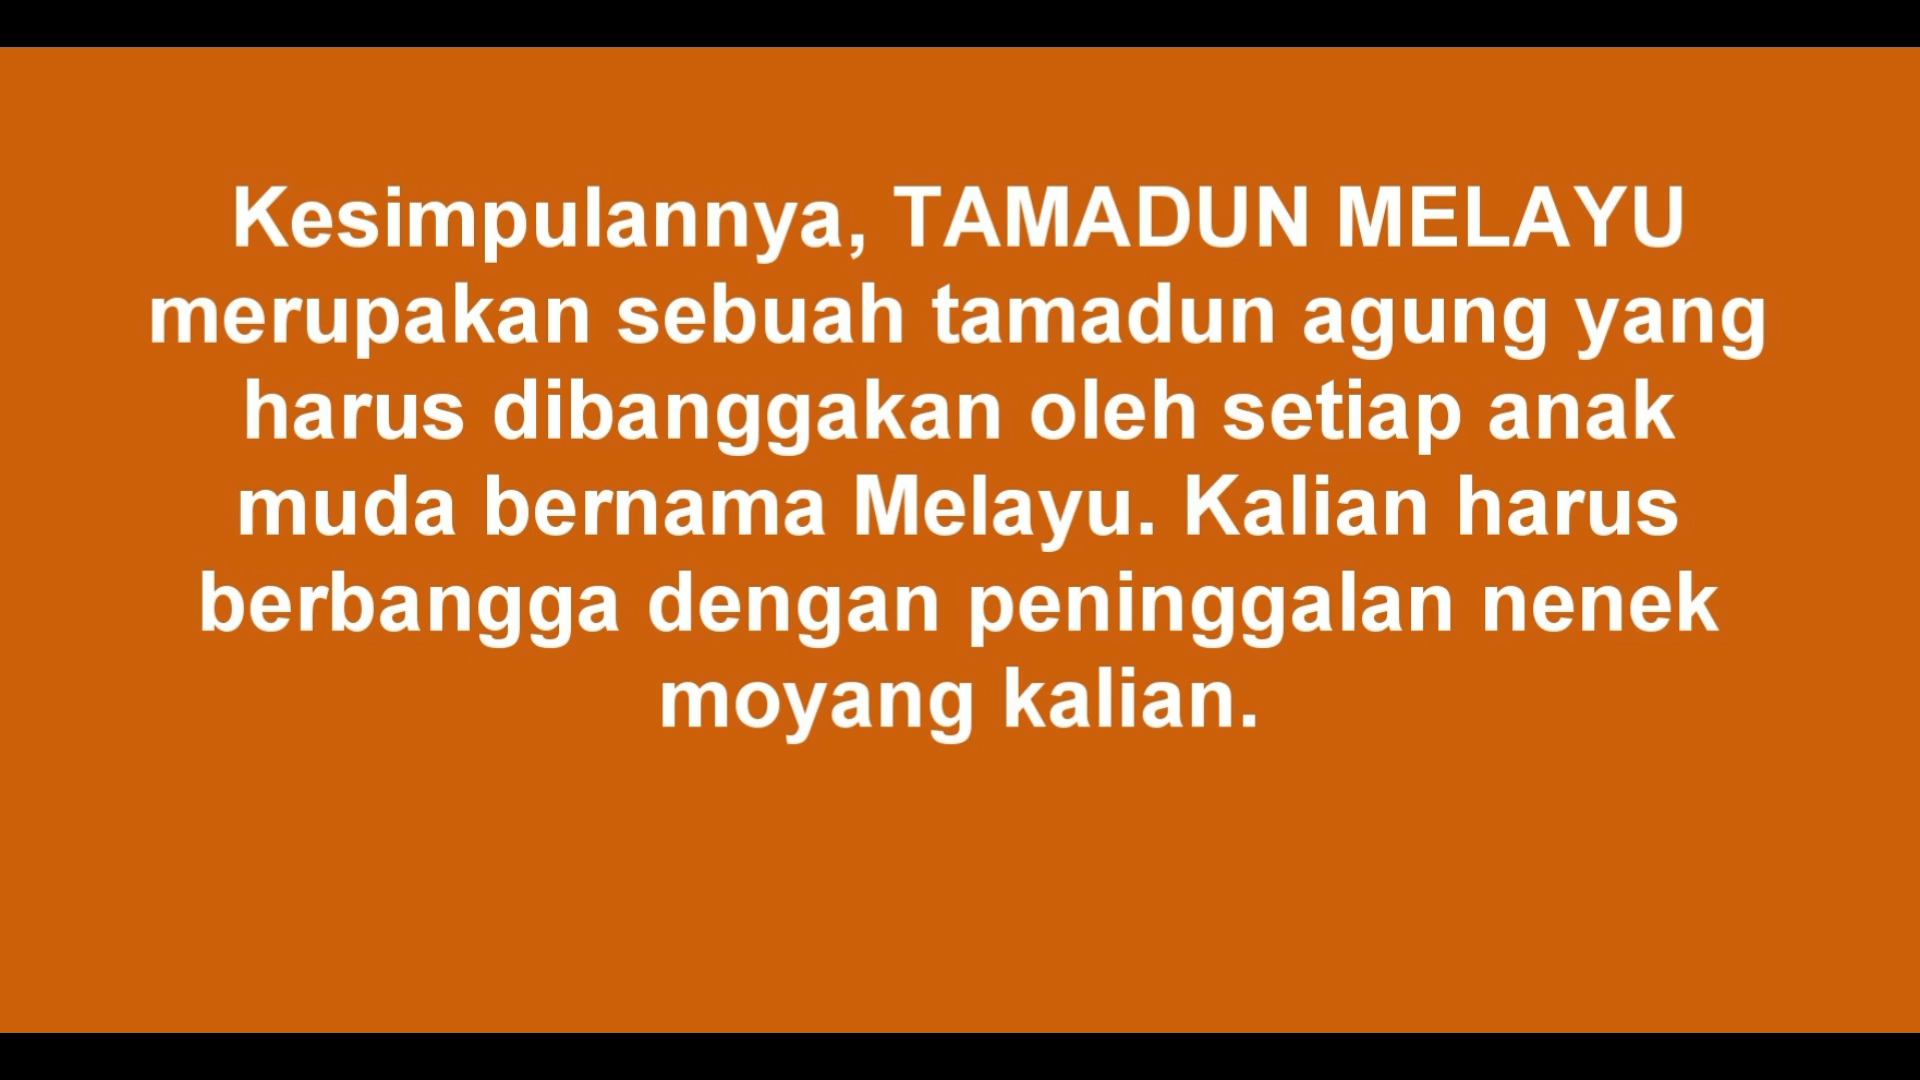 Kesimpulannya, TAMADUN MELAYU
merupakan sebuah tamadun agung yang
harus dibanggakan oleh setiap anak
muda bernama Melayu. Kalian harus
berbangga dengan peninggalan nenek
moyang kalian.